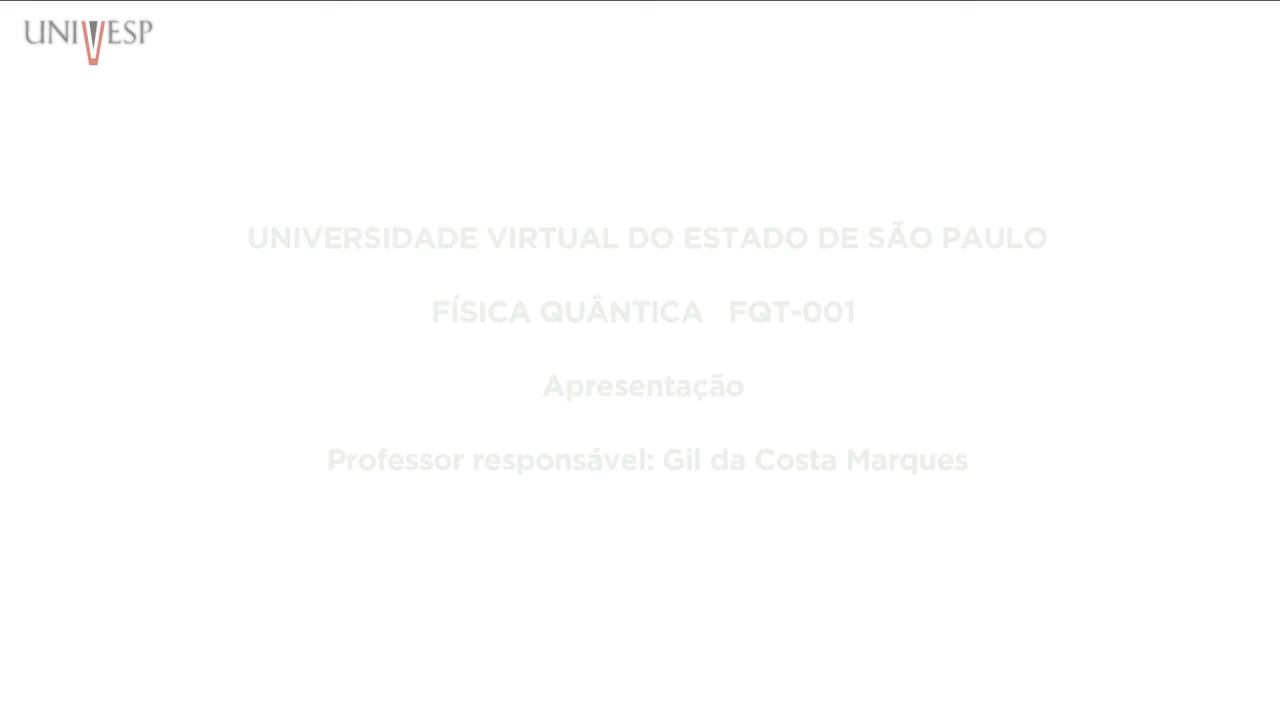 UNIVESP
UNIVERSIDADE VIRTUAL DO ESTADO DE SÃO PAULO
FÍSICA QUÂNTICA FQT-001
Apresentação
Professor responsável: Gil da Costa Marques